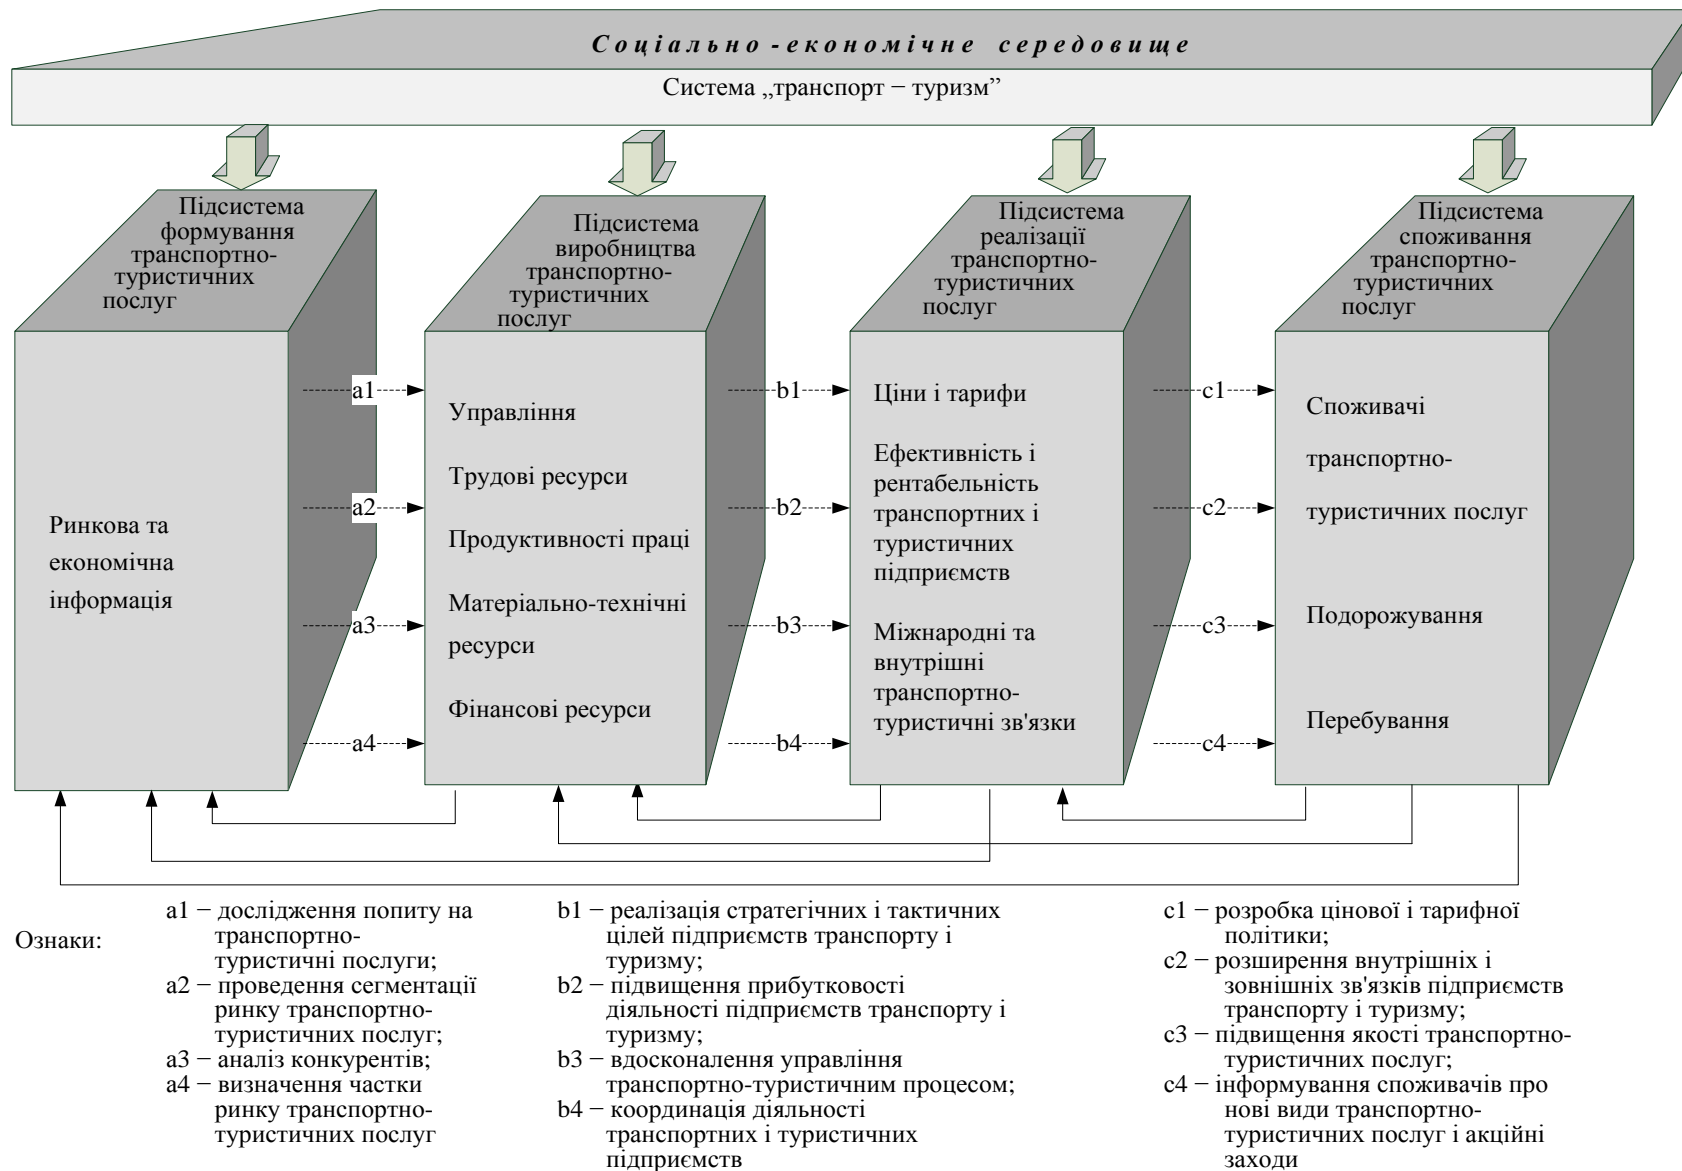 Соціально-економічне середовище
Система „транспорт − туризм”
Підсистема
формування
транспортно-
туристичних
послуг
Підсистема
виробництва
транспортно-
туристичних
послуг
Підсистема
реалізації
транспортно-
туристичних
послуг
Підсистема
споживання
транспортно-
туристичних
послуг
Ринкова та
економічна
інформація
a1
a2
a3
a4
Управління
Трудові ресурси
Продуктивності праці
Матеріально-технічні
ресурси
Фінансові ресурси
b1
b2
b3
b4
Ціни і тарифи
Ефективність і
рентабельність
транспортних і
туристичних
підприємств
Міжнародні та
внутрішні
транспортно-
туристичні зв'язки
c1
c2
c3
c4
Споживачі
транспортно-
туристичних послуг
Подорожування
Перебування
Ознаки:
a1 − дослідження попиту на
транспортно-
туристичні послуги;
a2 − проведення сегментації
ринку транспортно-
туристичних послуг;
a3 − аналіз конкурентів;
a4 − визначення частки
ринку транспортно-
туристичних послуг
b1 − реалізація стратегічних і тактичних
цілей підприємств транспорту і
туризму;
b2 − підвищення прибутковості
діяльності підприємств транспорту і
туризму;
b3 − вдосконалення управління
транспортно-туристичним процесом;
b4 − координація діяльності
транспортних і туристичних
підприємств
c1 − розробка цінової і тарифної
політики;
c2 − розширення внутрішніх і
зовнішніх зв'язків підприємств
транспорту і туризму;
c3 − підвищення якості транспортно-
туристичних послуг;
c4 − інформування споживачів про
нові види транспортно-
туристичних послуг і акційні
заходи